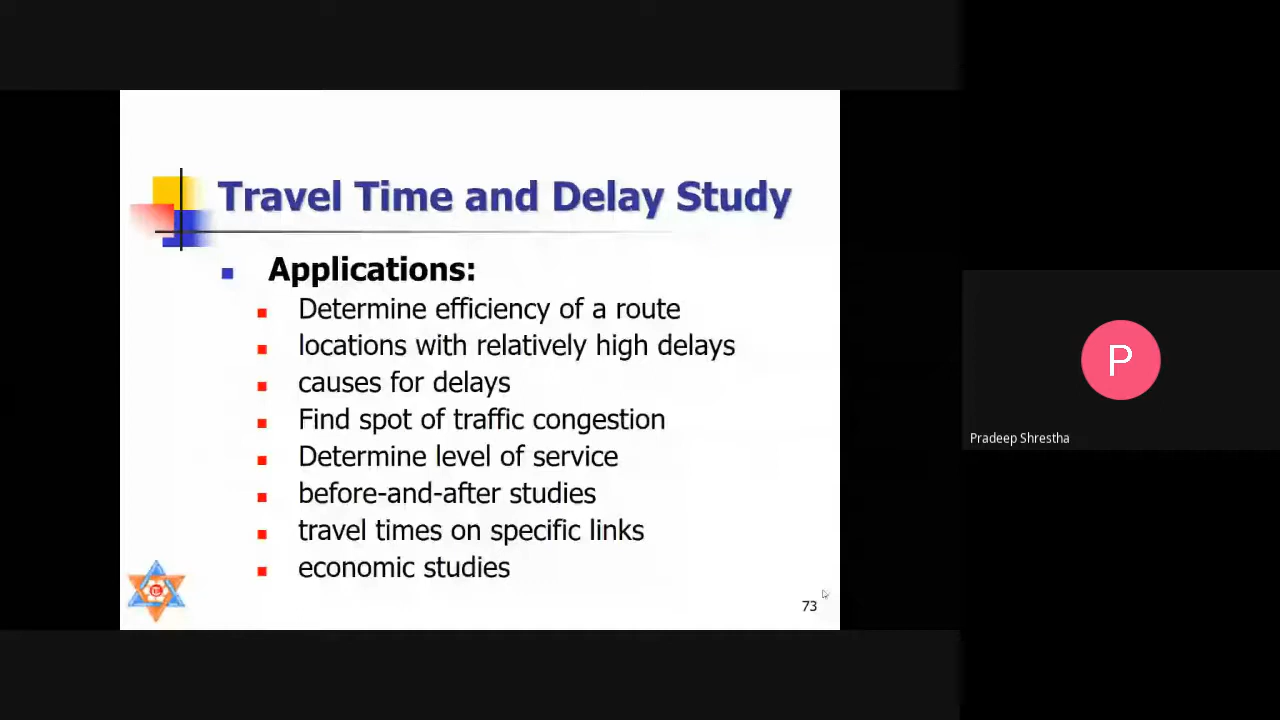 Travel Time and Delay Study
Applications:
Determine efficiency of a route
locations with relatively high delays
causes for delays
Find spot of traffic congestion
Determine level of service
before-and-after studies
travel times on specific links
economic studies
73
P
Pradeep Shrestha